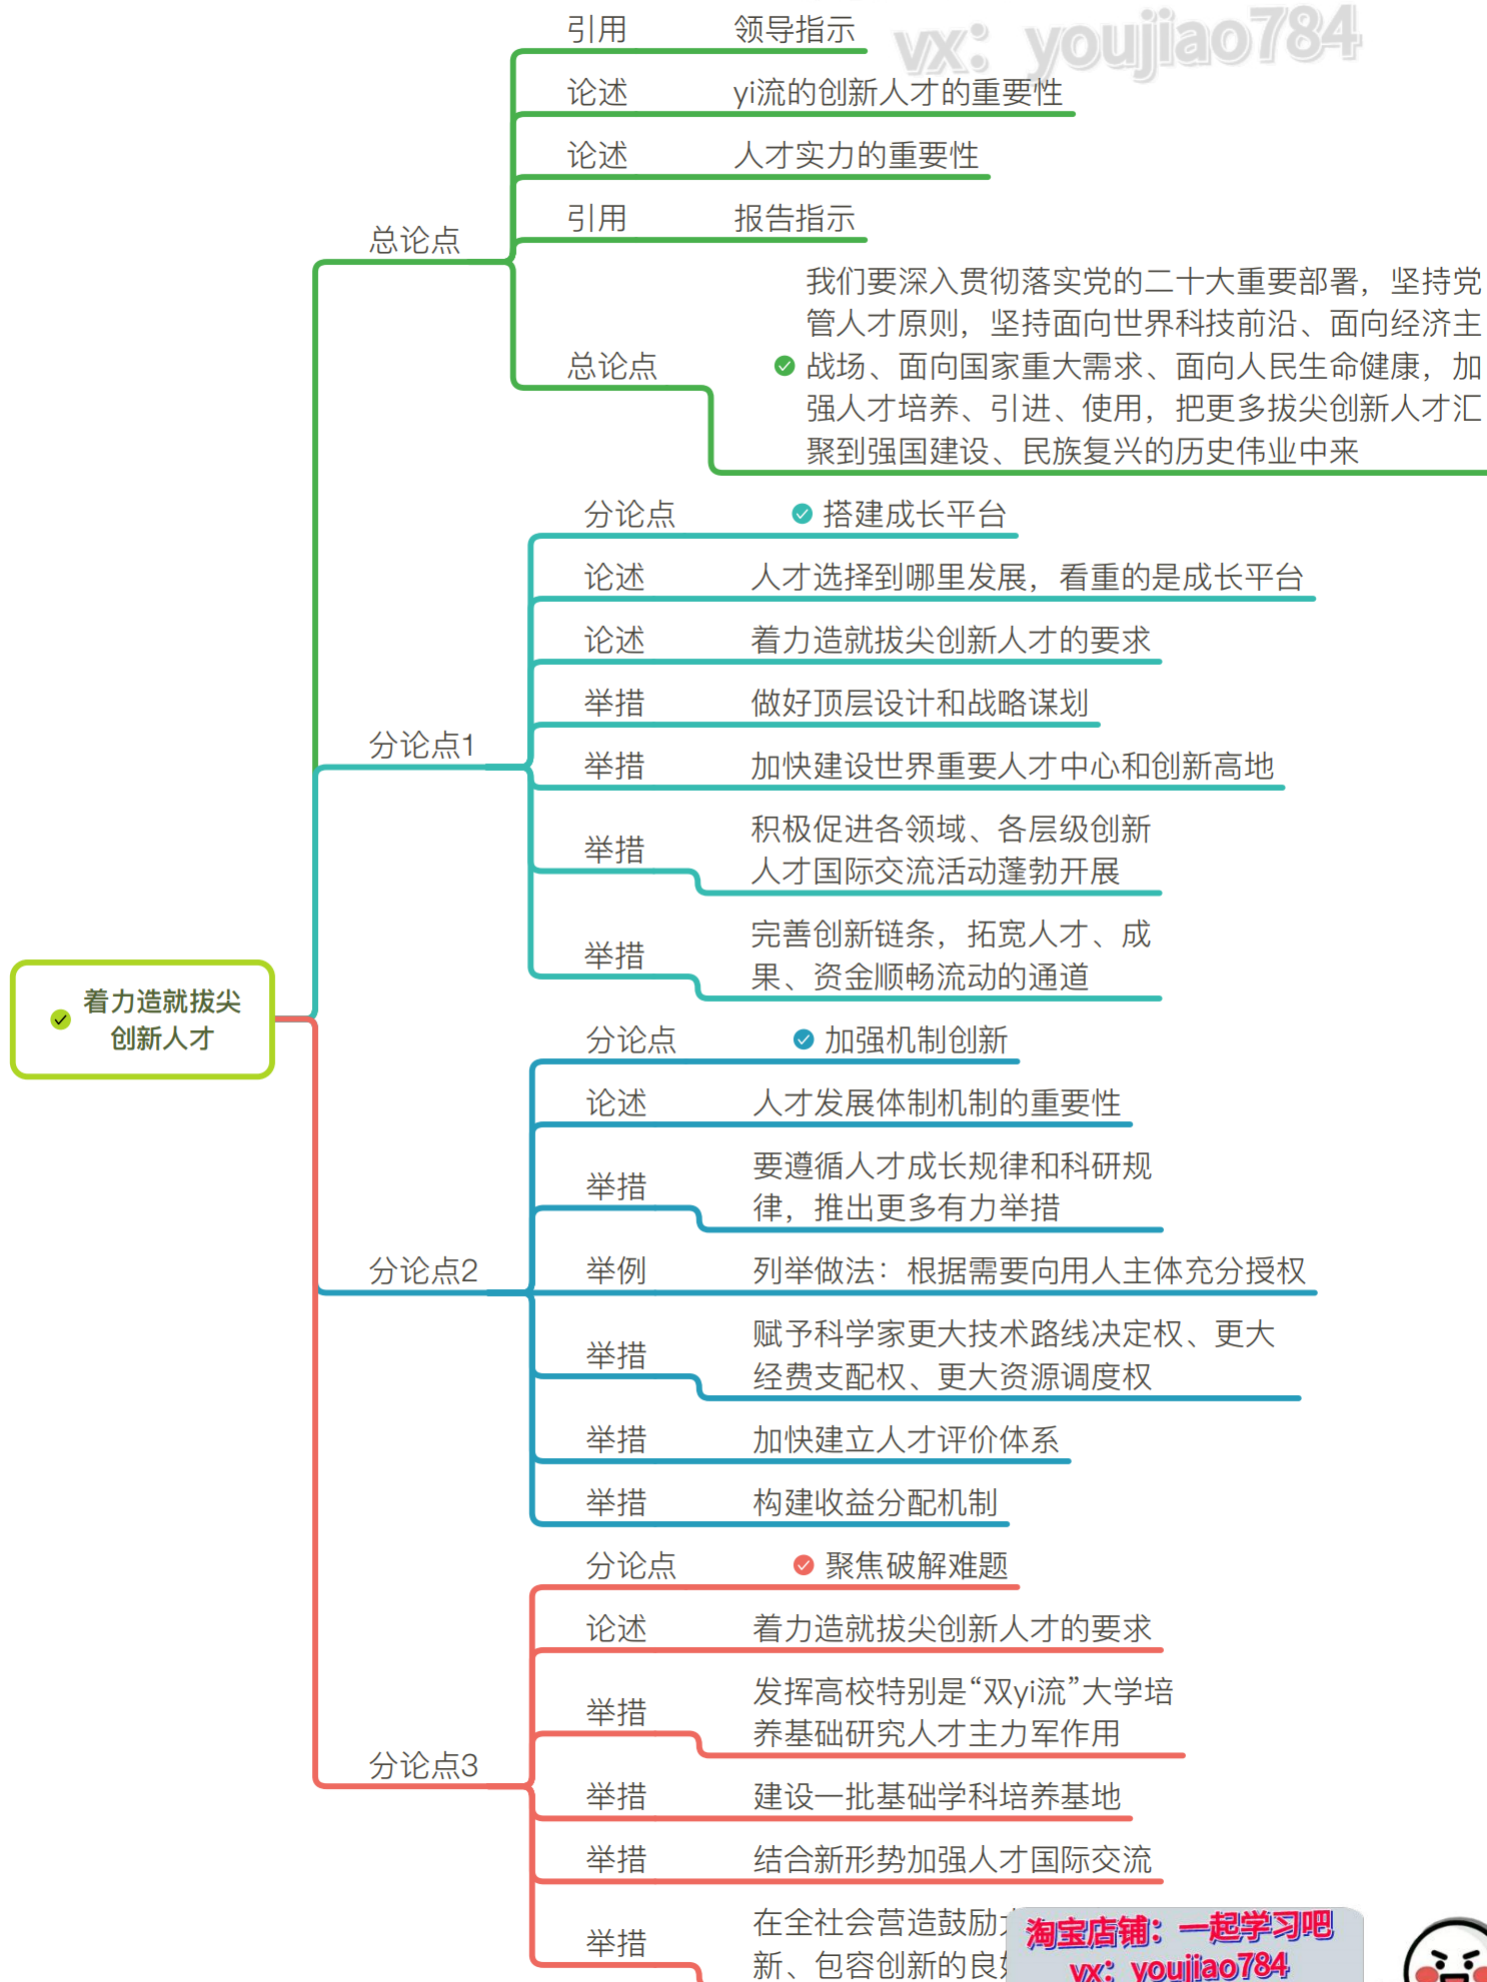 vx：youjiao784
引用 领导指示
论述 yi流的创新人才的重要性
论述 人才实力的重要性
引用 报告指示
总论点
总论点
我们要深入贯彻落实党的二十大重要部署，坚持党
管人才原则，坚持面向世界科技前沿、面向经济主
战场、面向国家重大需求、面向人民生命健康，加
强人才培养、引进、使用，把更多拔尖创新人才汇
聚到强国建设、民族复兴的历史伟业中来
分论点 搭建成长平台
论述 人才选择到哪里发展，看重的是成长平台
论述 着力造就拔尖创新人才的要求
举措 做好顶层设计和战略谋划
分论点1
举措 加快建设世界重要人才中心和创新高地
举措
积极促进各领域、各层级创新
人才国际交流活动蓬勃开展
举措
完善创新链条，拓宽人才、成
果、资金顺畅流动的通道
着力造就拔尖
创新人才
分论点 加强机制创新
论述 人才发展体制机制的重要性
举措
要遵循人才成长规律和科研规
律，推出更多有力举措
分论点2
举例 列举做法：根据需要向用人主体充分授权
举措
赋予科学家更大技术路线决定权、更大
经费支配权、更大资源调度权
举措 加快建立人才评价体系
举措 构建收益分配机制
分论点 聚焦破解难题
论述 着力造就拔尖创新人才的要求
举措
发挥高校特别是“双yi流”大学培
养基础研究人才主力军作用
分论点3
举措 建设一批基础学科培养基地
举措 结合新形势加强人才国际交流
举措
在全社会营造鼓励
新、包容创新的良
淘宝店铺：一起学习吧
vx：youjiao784